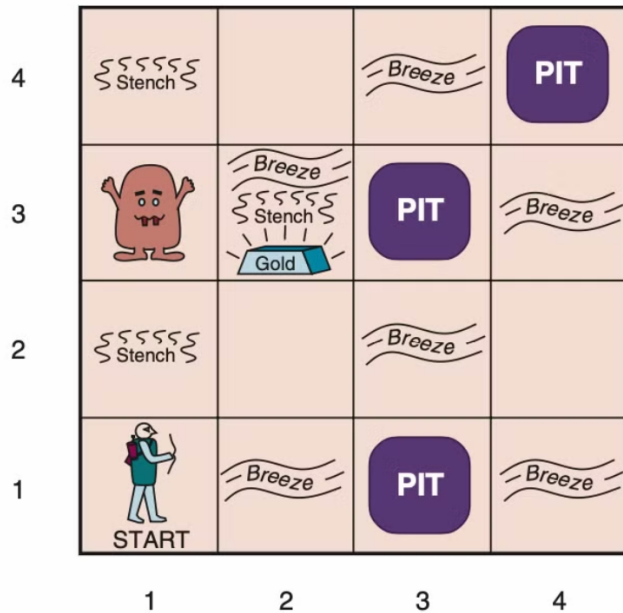 4
Stench
Breeze
PIT
3
Breeze
Stench
Gold
PIT
Breeze
2
Stench
Breeze
1
START
Breeze
PIT
Breeze
1 2 3 4